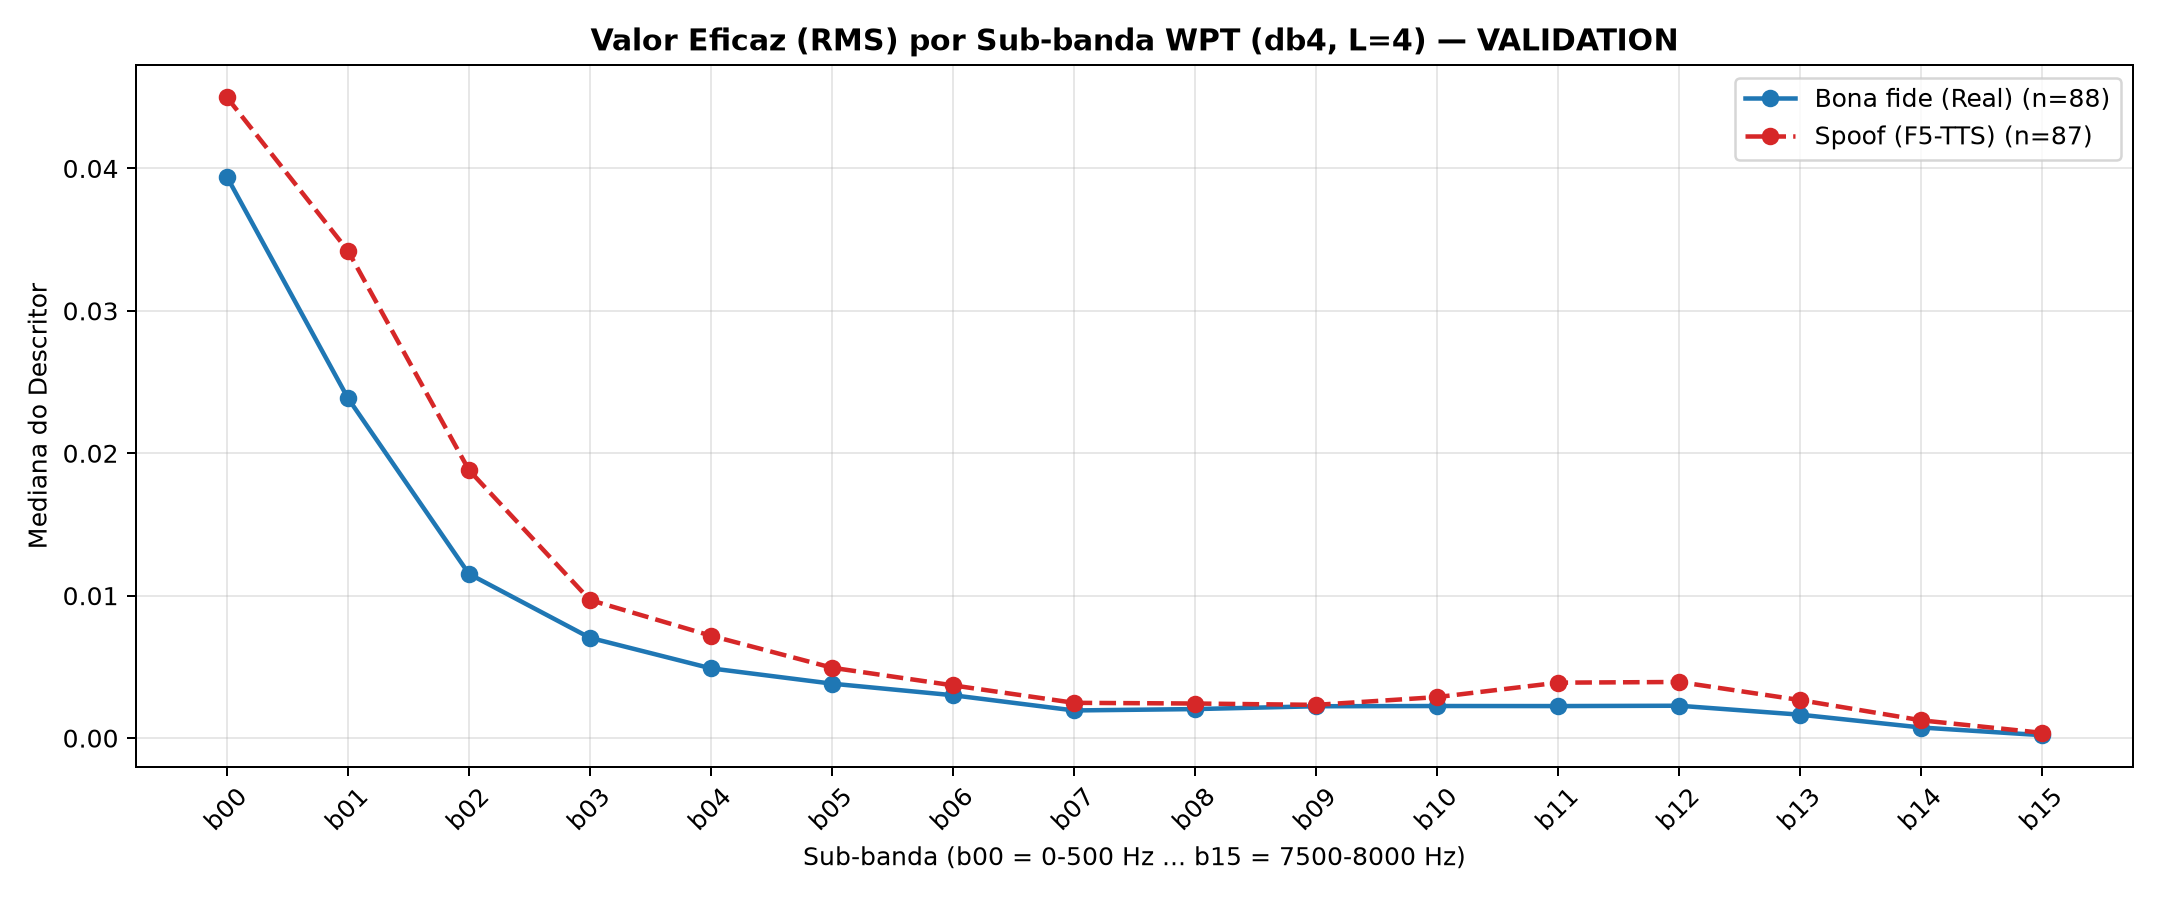 Valor Eficaz (RMS) por Sub-banda WPT (db4, L=4) — VALIDATION
Bona fide (Real) (n=88)
Spoof (F5-TTS) (n=87)
Mediana do Descritor
0.04
0.03
0.02
0.01
0.00
b00
b01
b02
b03
b04
b05
b06
b07
b08
b09
b10
b11
b12
b13
b14
b15
Sub-banda (b00 = 0-500 Hz ... b15 = 7500-8000 Hz)